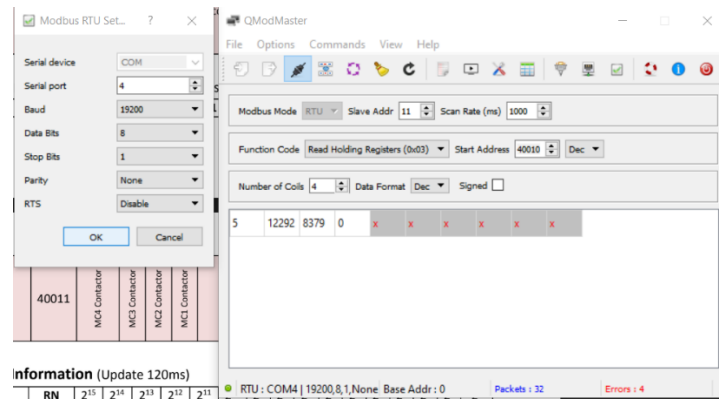 Modbus RTU Set... ? ×
Serial device COM
Serial port 4
Baud 19200
Data Bits 8
Stop Bits 1
Parity None
RTS Disable
OK Cancel
QModMaster
File Options Commands View Help
Modbus Mode RTU Slave Addr 11 Scan Rate (ms) 1000
Function Code Read Holding Registers (0x03) Start Address 40010 Dec
Number of Coils 4 Data Format Dec Signed
5 12292 8379 0 x x x x x x
RTU : COM4 | 19200,8,1,None Base Addr : 0 Packets : 32 Errors : 4
40011
MC4 Contactor
MC3 Contactor
MC2 Contactor
MC1 Contactor
Information (Update 120ms)
RN 2¹⁵ 2¹⁴ 2¹³ 2¹² 2¹¹